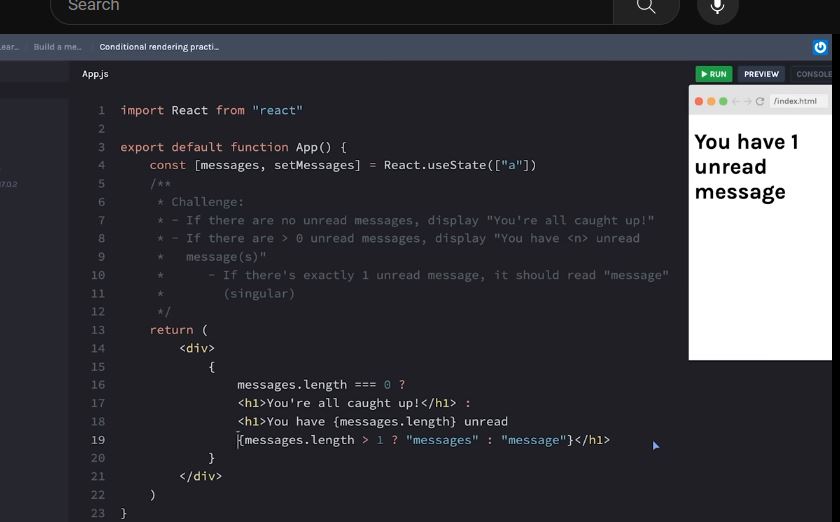 Search
ear... Build a me... Conditional rendering practi...
App.js
RUN PREVIEW CONSOLE
/index.html
1 import React from "react"
2
3 export default function App() {
4 const [messages, setMessages] = React.useState(["a"])
5 /**
6 * Challenge:
7 * - If there are no unread messages, display "You're all caught up!"
8 * - If there are > 0 unread messages, display "You have <n> unread
9 * message(s)"
10 * - If there's exactly 1 unread message, it should read "message"
11 * (singular)
12 */
13 return (
14 <div>
15 {
16 messages.length === 0 ?
17 <h1>You're all caught up!</h1> :
18 <h1>You have {messages.length} unread
19 {messages.length > 1 ? "messages" : "message"}</h1>
20 }
21 </div>
22 )
23 }
You have 1
unread
message